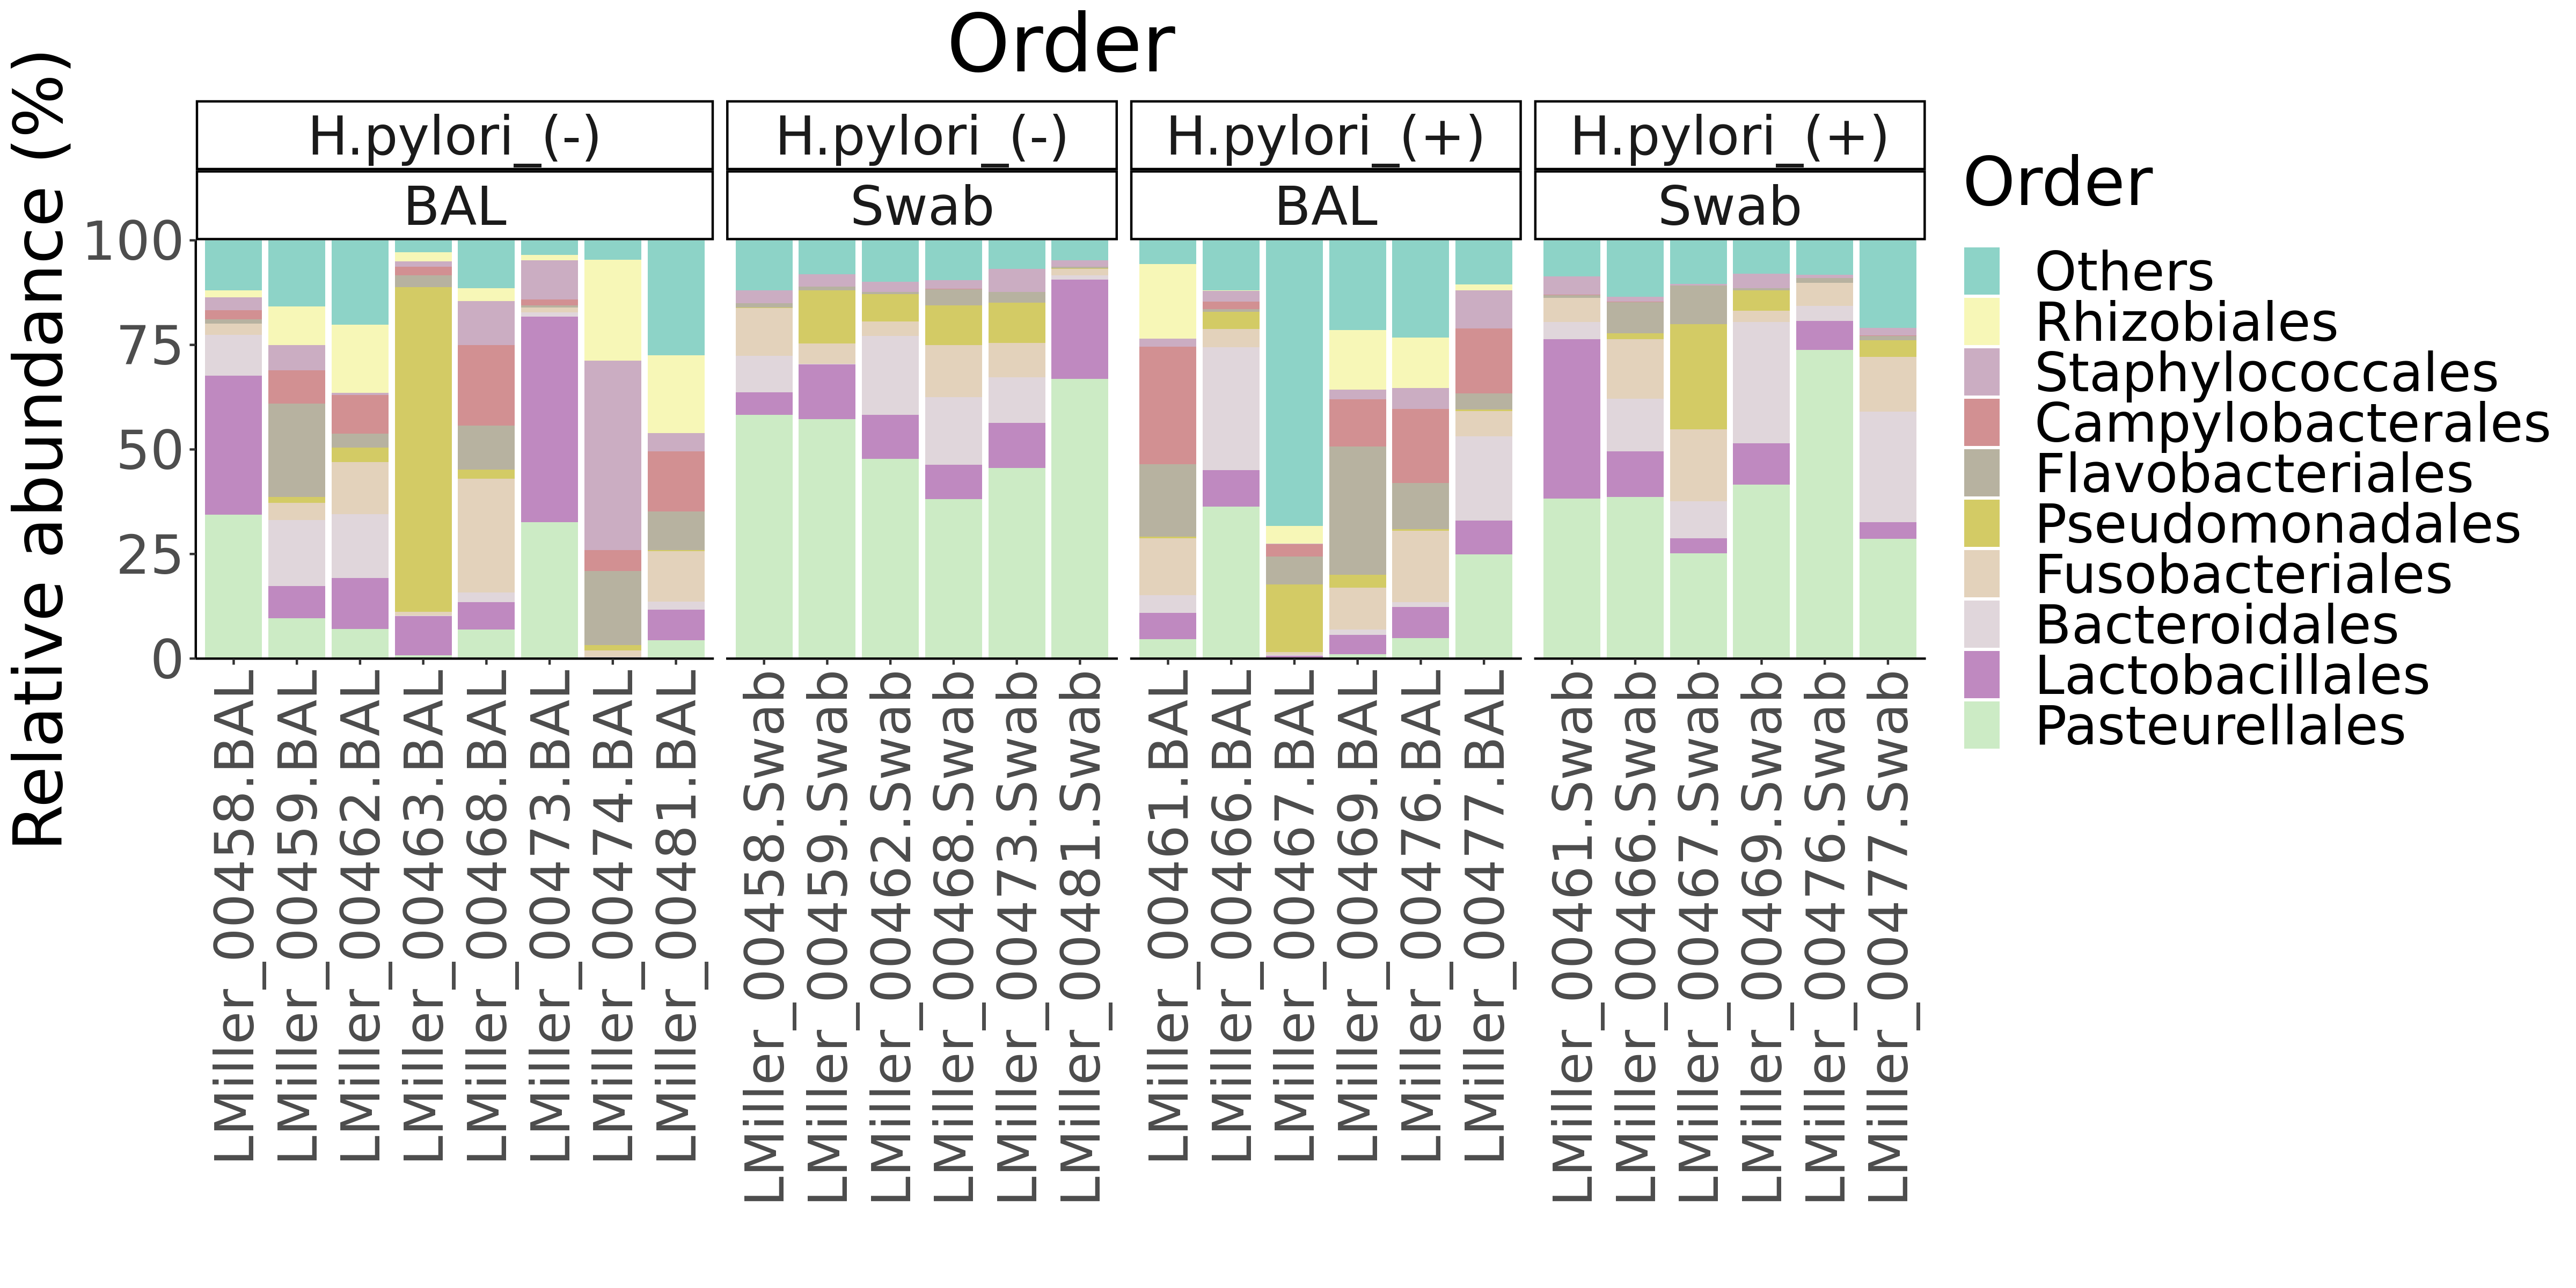 Order
Relative abundance (%)
H.pylori_(-)
H.pylori_(-)
H.pylori_(+)
H.pylori_(+)
BAL
Swab
BAL
Swab
100
75
50
25
0
LMiller_00458.BAL
LMiller_00459.BAL
LMiller_00462.BAL
LMiller_00463.BAL
LMiller_00468.BAL
LMiller_00473.BAL
LMiller_00474.BAL
LMiller_00481.BAL
LMiller_00458.Swab
LMiller_00459.Swab
LMiller_00462.Swab
LMiller_00468.Swab
LMiller_00473.Swab
LMiller_00481.Swab
LMiller_00461.BAL
LMiller_00466.BAL
LMiller_00467.BAL
LMiller_00469.BAL
LMiller_00476.BAL
LMiller_00477.BAL
LMiller_00461.Swab
LMiller_00466.Swab
LMiller_00467.Swab
LMiller_00469.Swab
LMiller_00476.Swab
LMiller_00477.Swab
Order
Others
Rhizobiales
Staphylococcales
Campylobacterales
Flavobacteriales
Pseudomonadales
Fusobacteriales
Bacteroidales
Lactobacillales
Pasteurellales